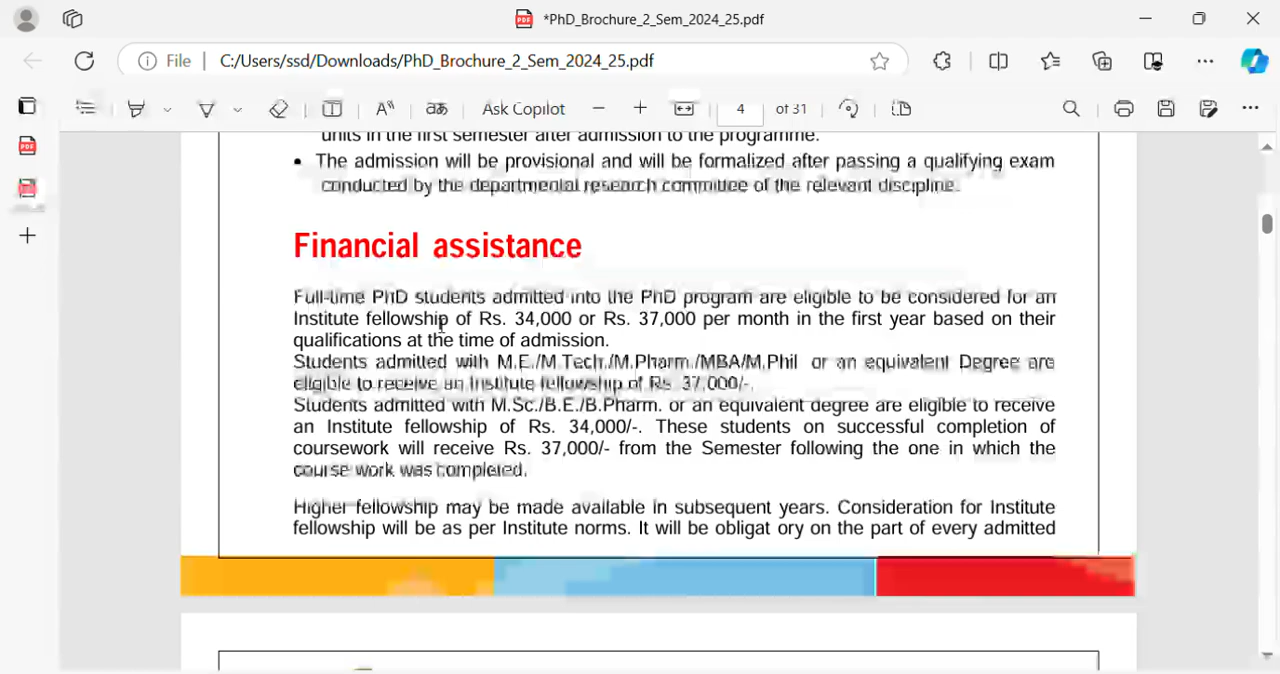 *PhD_Brochure_2_Sem_2024_25.pdf
File | C:/Users/ssd/Downloads/PhD_Brochure_2_Sem_2024_25.pdf
Ask Copilot 4 of 31
units in the first semester after admission to the programme.
• The admission will be provisional and will be formalized after passing a qualifying exam
conducted by the departmental research committee of the relevant discipline.
Financial assistance
Full-time PhD students admitted into the PhD program are eligible to be considered for an
Institute fellowship of Rs. 34,000 or Rs. 37,000 per month in the first year based on their
qualifications at the time of admission.
Students admitted with M.E./M.Tech./M.Pharm./MBA/M.Phil or an equivalent Degree are
eligible to receive an Institute fellowship of Rs. 37,000/-.
Students admitted with M.Sc./B.E./B.Pharm. or an equivalent degree are eligible to receive
an Institute fellowship of Rs. 34,000/-. These students on successful completion of
coursework will receive Rs. 37,000/- from the Semester following the one in which the
course work was completed.
Higher fellowship may be made available in subsequent years. Consideration for Institute
fellowship will be as per Institute norms. It will be obligat ory on the part of every admitted